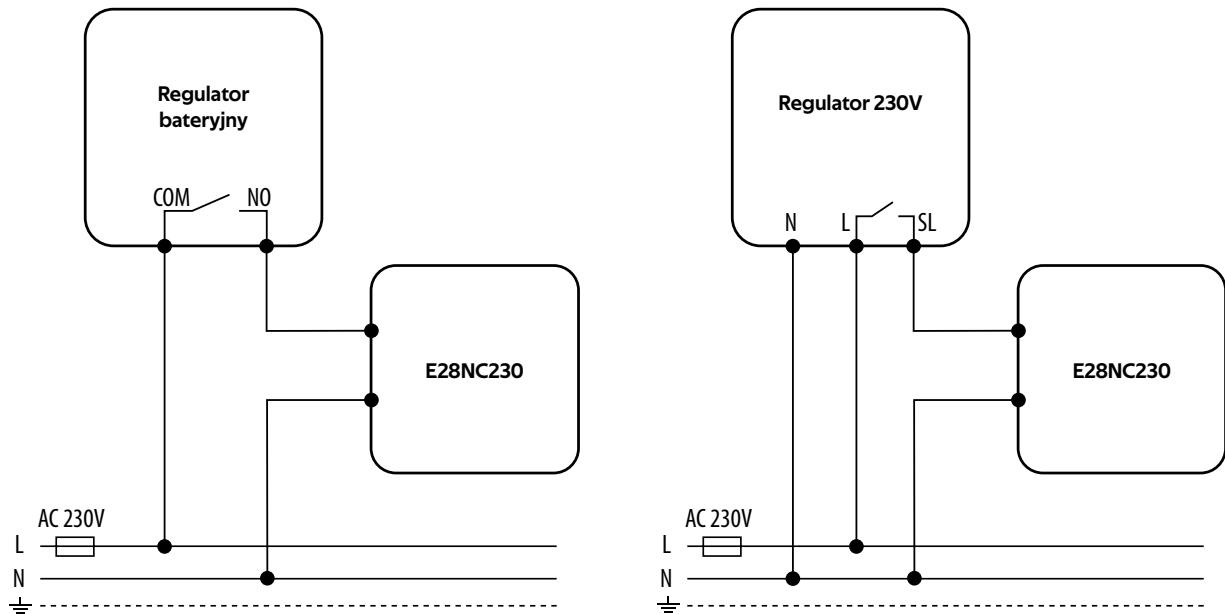 Regulator
bateryjny
COM NO
E28NC230
AC 230V
L
N
Regulator 230V
N L SL
E28NC230
AC 230V
L
N